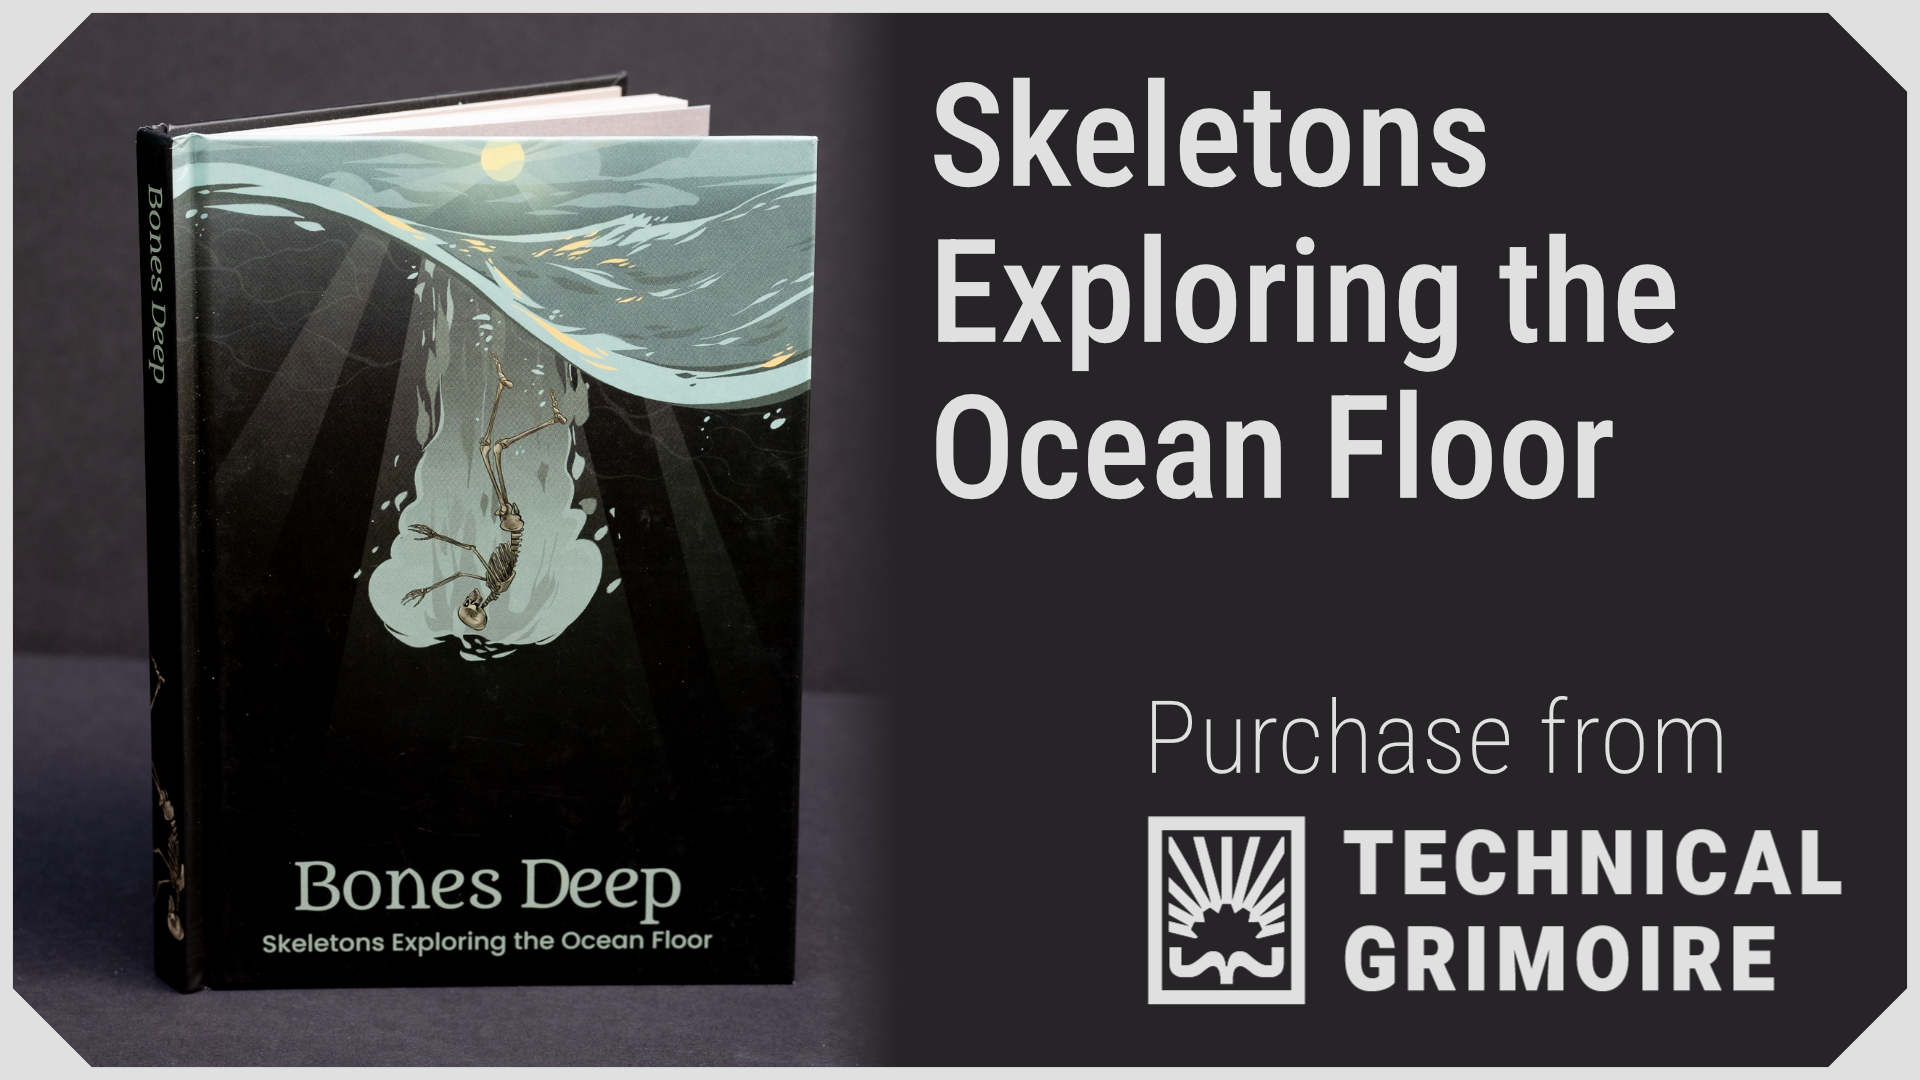 Bones Deep
Bones Deep
Skeletons Exploring the Ocean Floor
Skeletons
Exploring the
Ocean Floor
Purchase from
TECHNICAL
GRIMOIRE